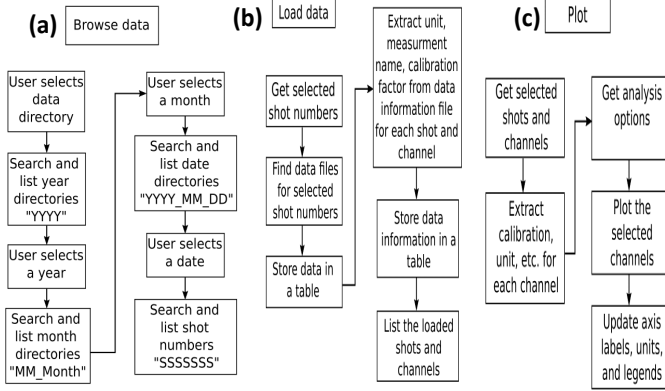 (a)
Browse data
User selects
data
directory
Search and
list year
directories
"YYYY"
User selects
a year
Search and
list month
directories
"MM_Month"
User selects
a month
Search and
list date
directories
"YYYY_MM_DD"
User selects
a date
Search and
list shot
numbers
"SSSSSSS"
(b)
Load data
Get selected
shot numbers
Find data files
for selected
shot numbers
Store data in
a table
Extract unit,
measurment
name, calibration
factor from data
information file
for each shot and
channel
Store data
information in a
table
List the loaded
shots and
channels
(c)
Plot
Get selected
shots and
channels
Extract
calibration,
unit, etc. for
each channel
Get analysis
options
Plot the
selected
channels
Update axis
labels, units,
and legends